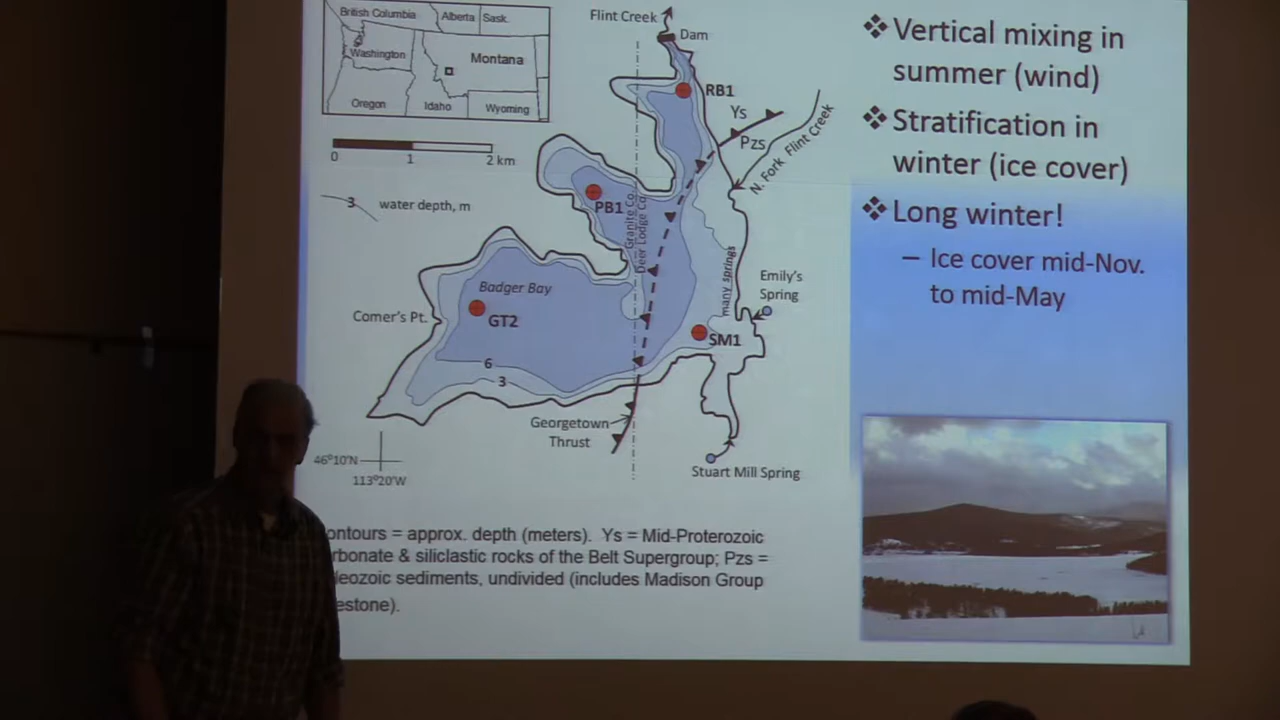 British Columbia
Alberta
Sask.
Washington
Montana
Oregon
Idaho
Wyoming
Flint Creek
Dam
RB1
Ys
Pzs
N. Fork Flint Creek
0 1 2 km
3 water depth, m
PB1
Granite Co.
Deer Lodge Co.
many springs
Emily's
Spring
Badger Bay
GT2
Comer's Pt.
SM1
6
3
Georgetown
Thrust
Stuart Mill Spring
46°10'N
113°20'W
ontours = approx. depth (meters). Ys = Mid-Proterozoic
rbonate & siliclastic rocks of the Belt Supergroup; Pzs =
leozoic sediments, undivided (includes Madison Group
estone).
❖ Vertical mixing in
summer (wind)
❖ Stratification in
winter (ice cover)
❖ Long winter!
– Ice cover mid-Nov.
to mid-May